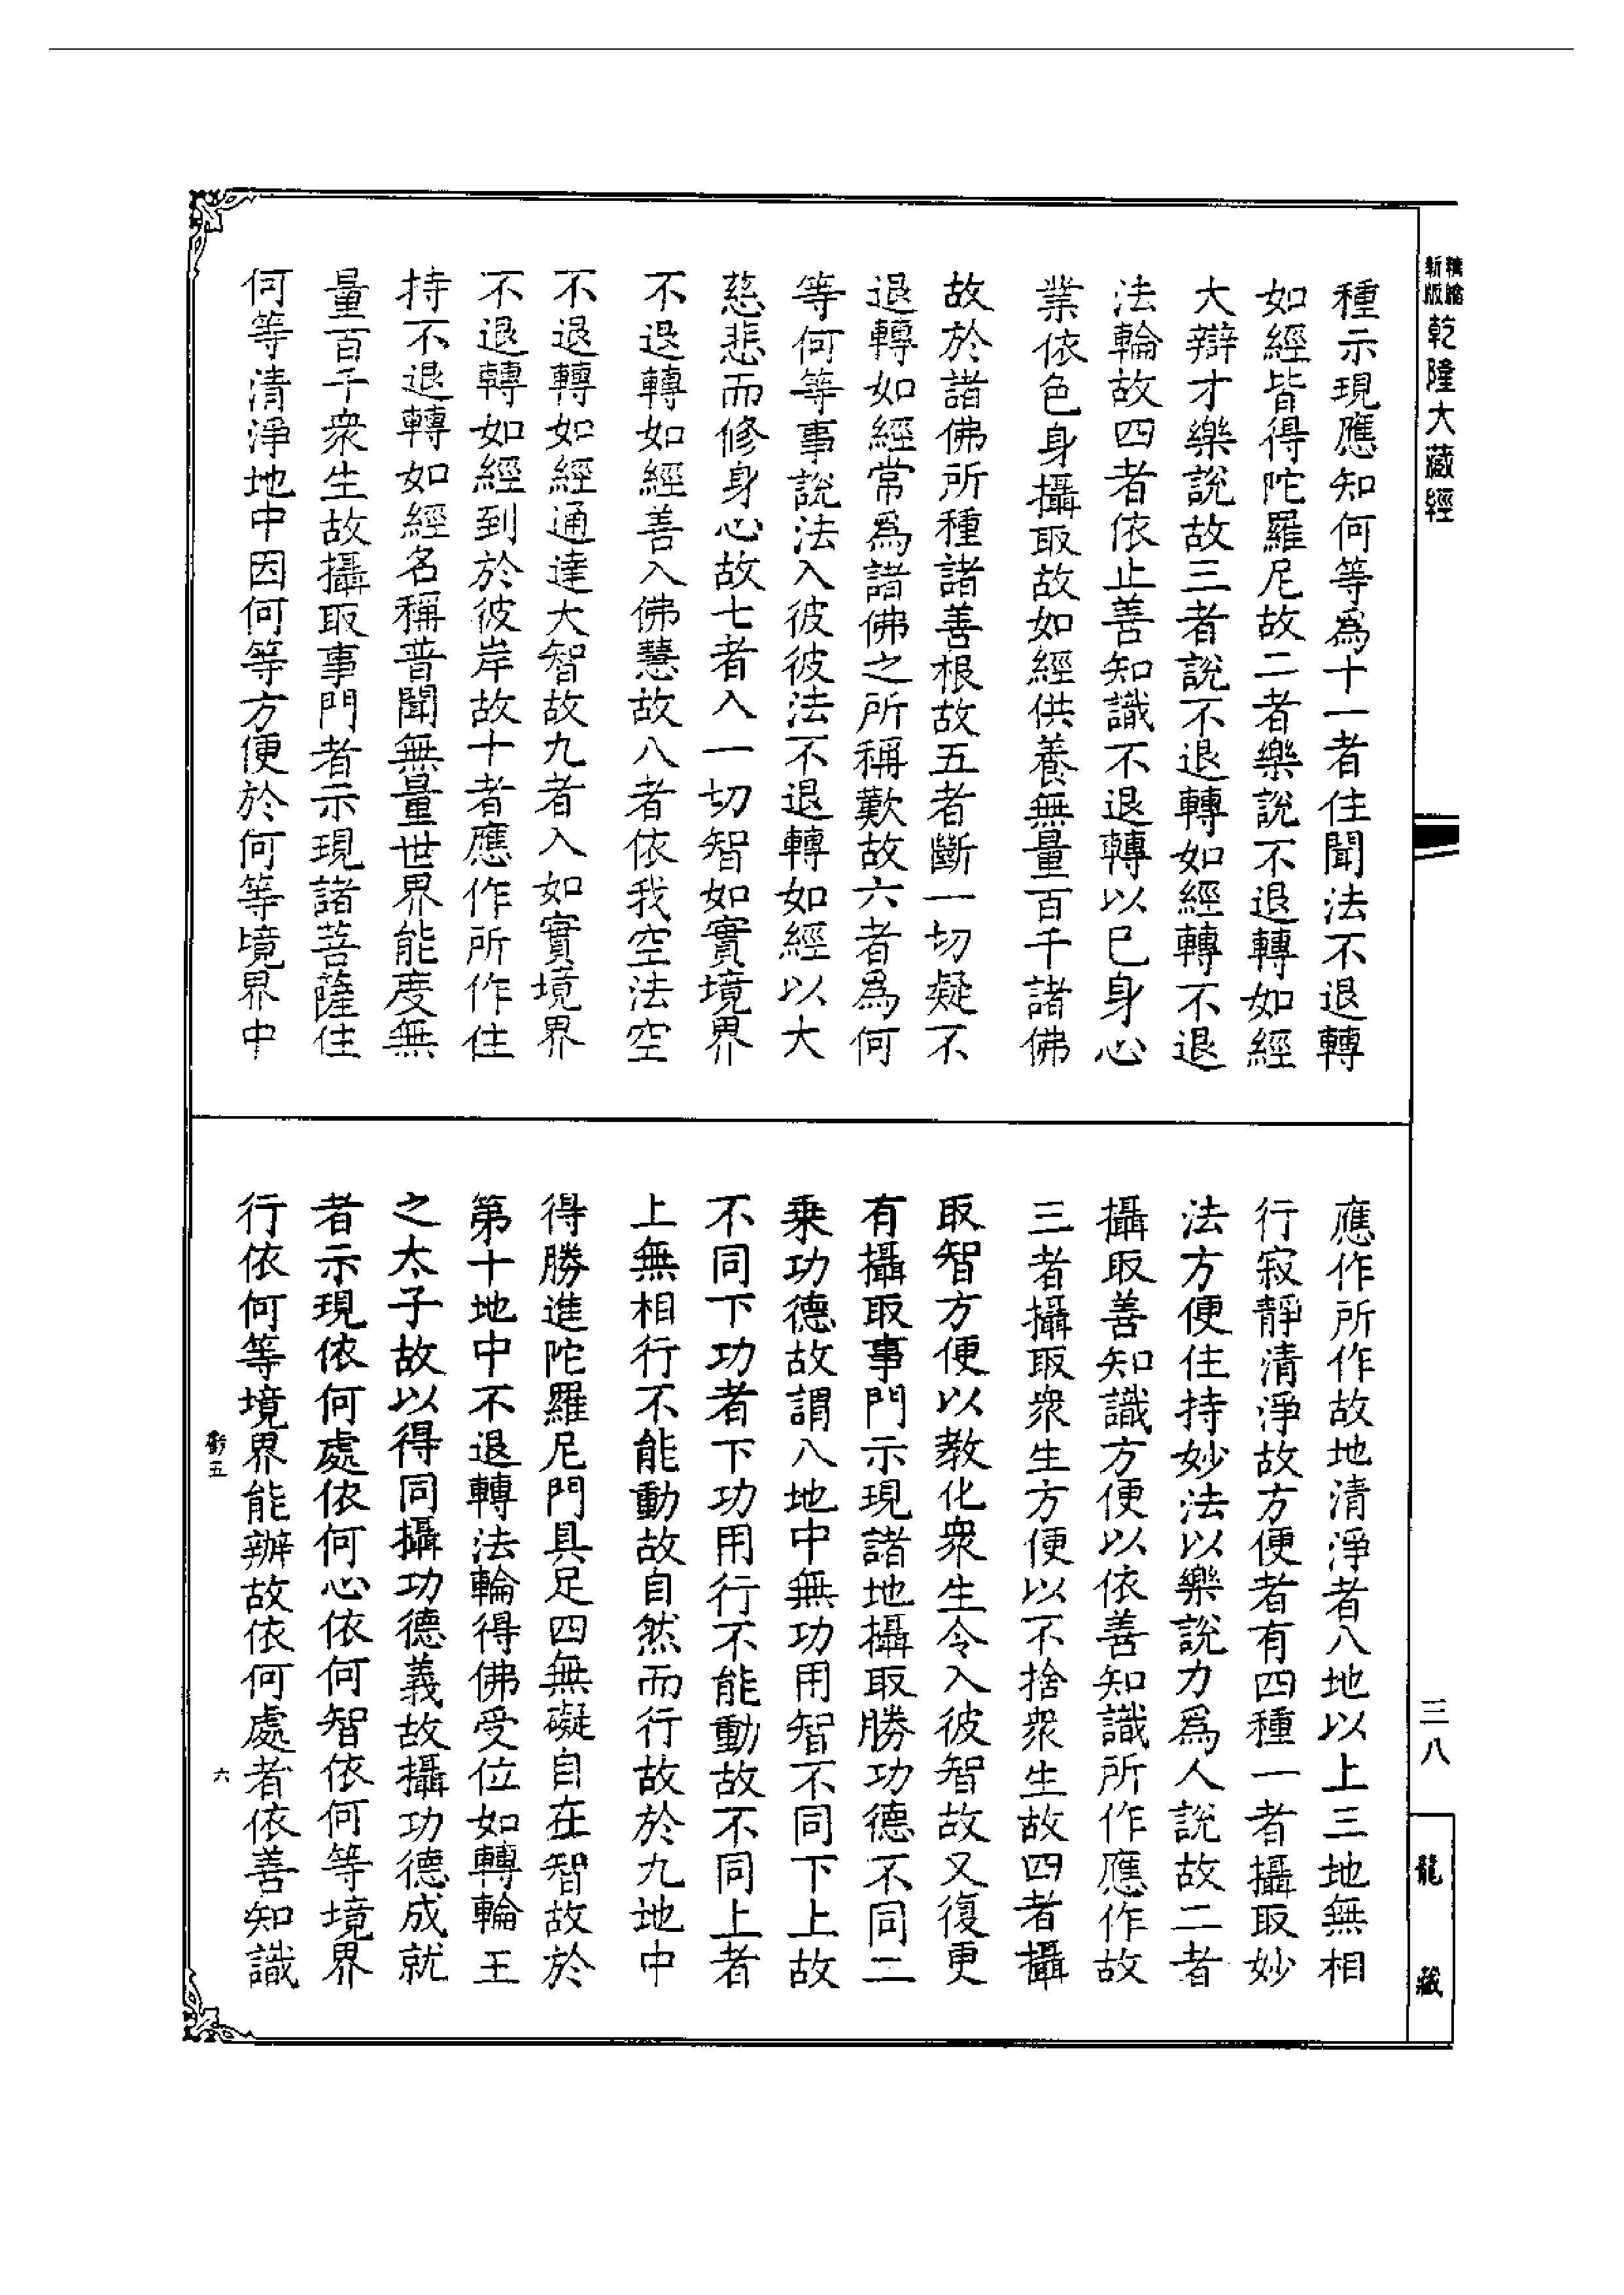 精縮新版乾隆大藏經
種示現應知何等爲十一者住聞法不退轉
如經皆得陀羅尼故二者樂說不退轉如經
大辯才樂說故三者說不退轉如經轉不退
法輪故四者依止善知識不退轉以已身心
業依色身攝取故如經供養無量百千諸佛
故於諸佛所種諸善根故五者斷一切疑不
退轉如經常爲諸佛之所稱歎故六者爲何
等何等事說法入彼彼法不退轉如經以大
慈悲而修身心故七者入一切智如實境界
不退轉如經善入佛慧故八者依我空法空
不退轉如經通達大智故九者入如實境界
不退轉如經到於彼岸故十者應作所作住
持不退轉如經名稱普聞無量世界能度無
量百千衆生故攝取事門者示現諸菩薩住
何等清淨地中因何等方便於何等境界中
應作所作故地清淨者八地以上三地無相
行寂靜清淨故方便者有四種一者攝取妙
法方便住持妙法以樂說力爲人說故二者
攝取善知識方便以依善知識所作應作故
三者攝取衆生方便以不捨衆生故四者攝
取智方便以教化衆生令入彼智故又復更
有攝取事門示現諸地攝取勝功德不同二
乘功德故謂八地中無功用智不同下上故
不同下功者下功用行不能動故不同上者
上無相行不能動故自然而行故於九地中
得勝進陀羅尼門具足四無礙自在智故於
第十地中不退轉法輪得佛受位如轉輪王
之太子故以得同攝功德義故攝功德成就
者示現依何處依何心依何智依何等境界
行依何等境界能辦故依何處者依善知識
三八
龍藏
衡五
六